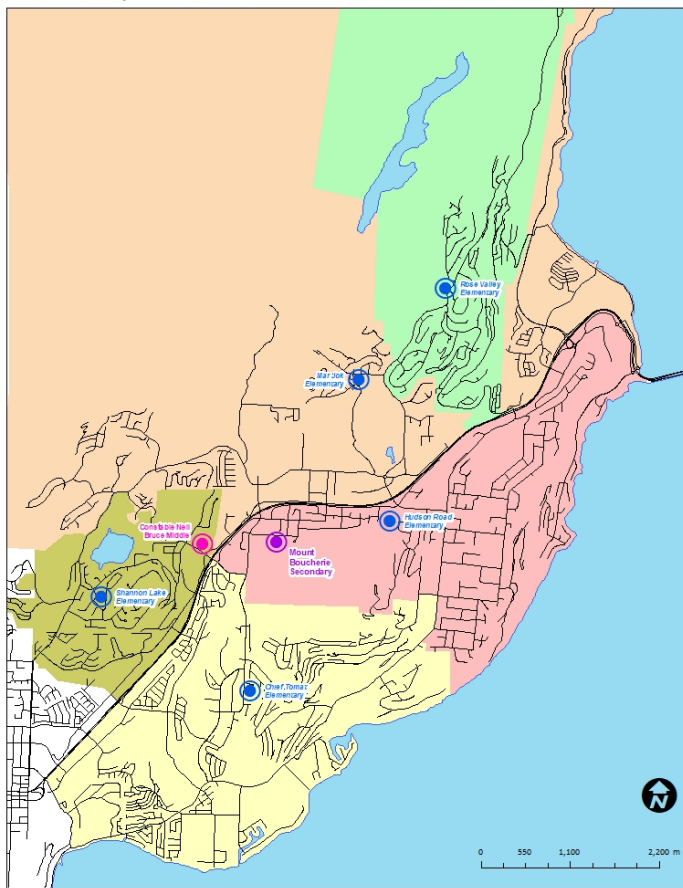 Rose Valley
Elementary
Mar Jok
Elementary
Hudson Road
Elementary
Constable Neil
Bruce Middle
Mount
Boucherie
Secondary
Shannon Lake
Elementary
Chief Tomat
Elementary
N
0 550 1,100 2,200 m